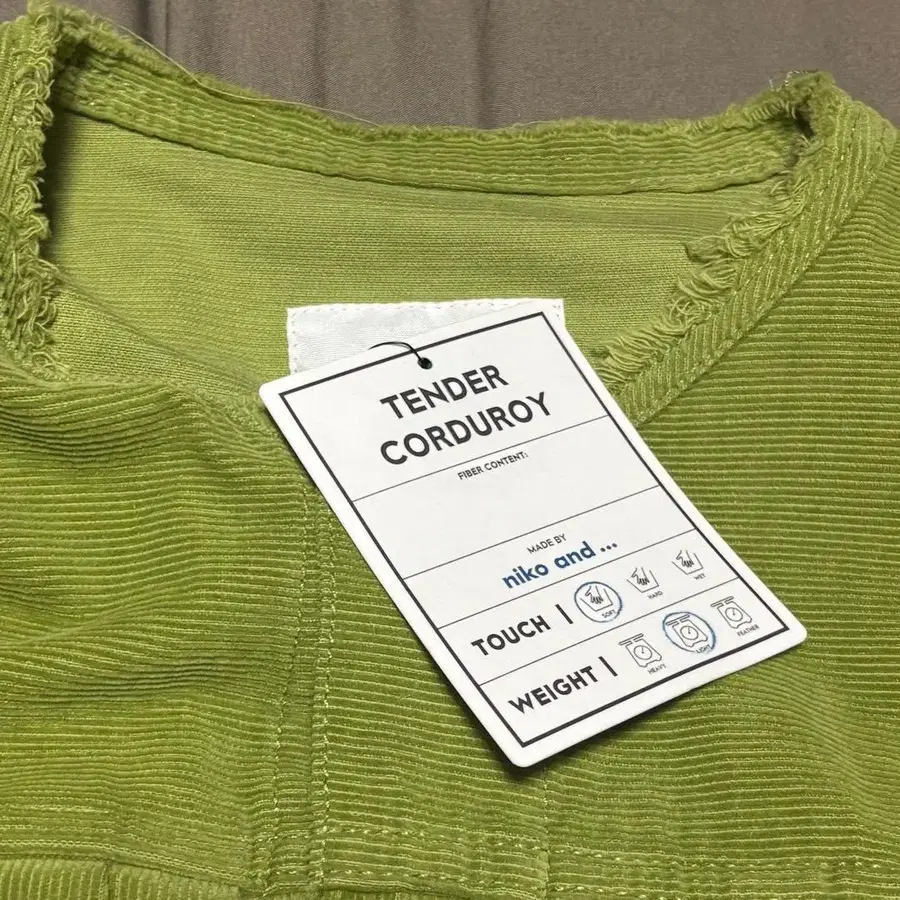 TENDER
CORDUROY
FIBER CONTENT:
MADE BY
niko and ...
TOUCH | SOFT HARD WET
WEIGHT | HEAVY LIGHT FEATHER